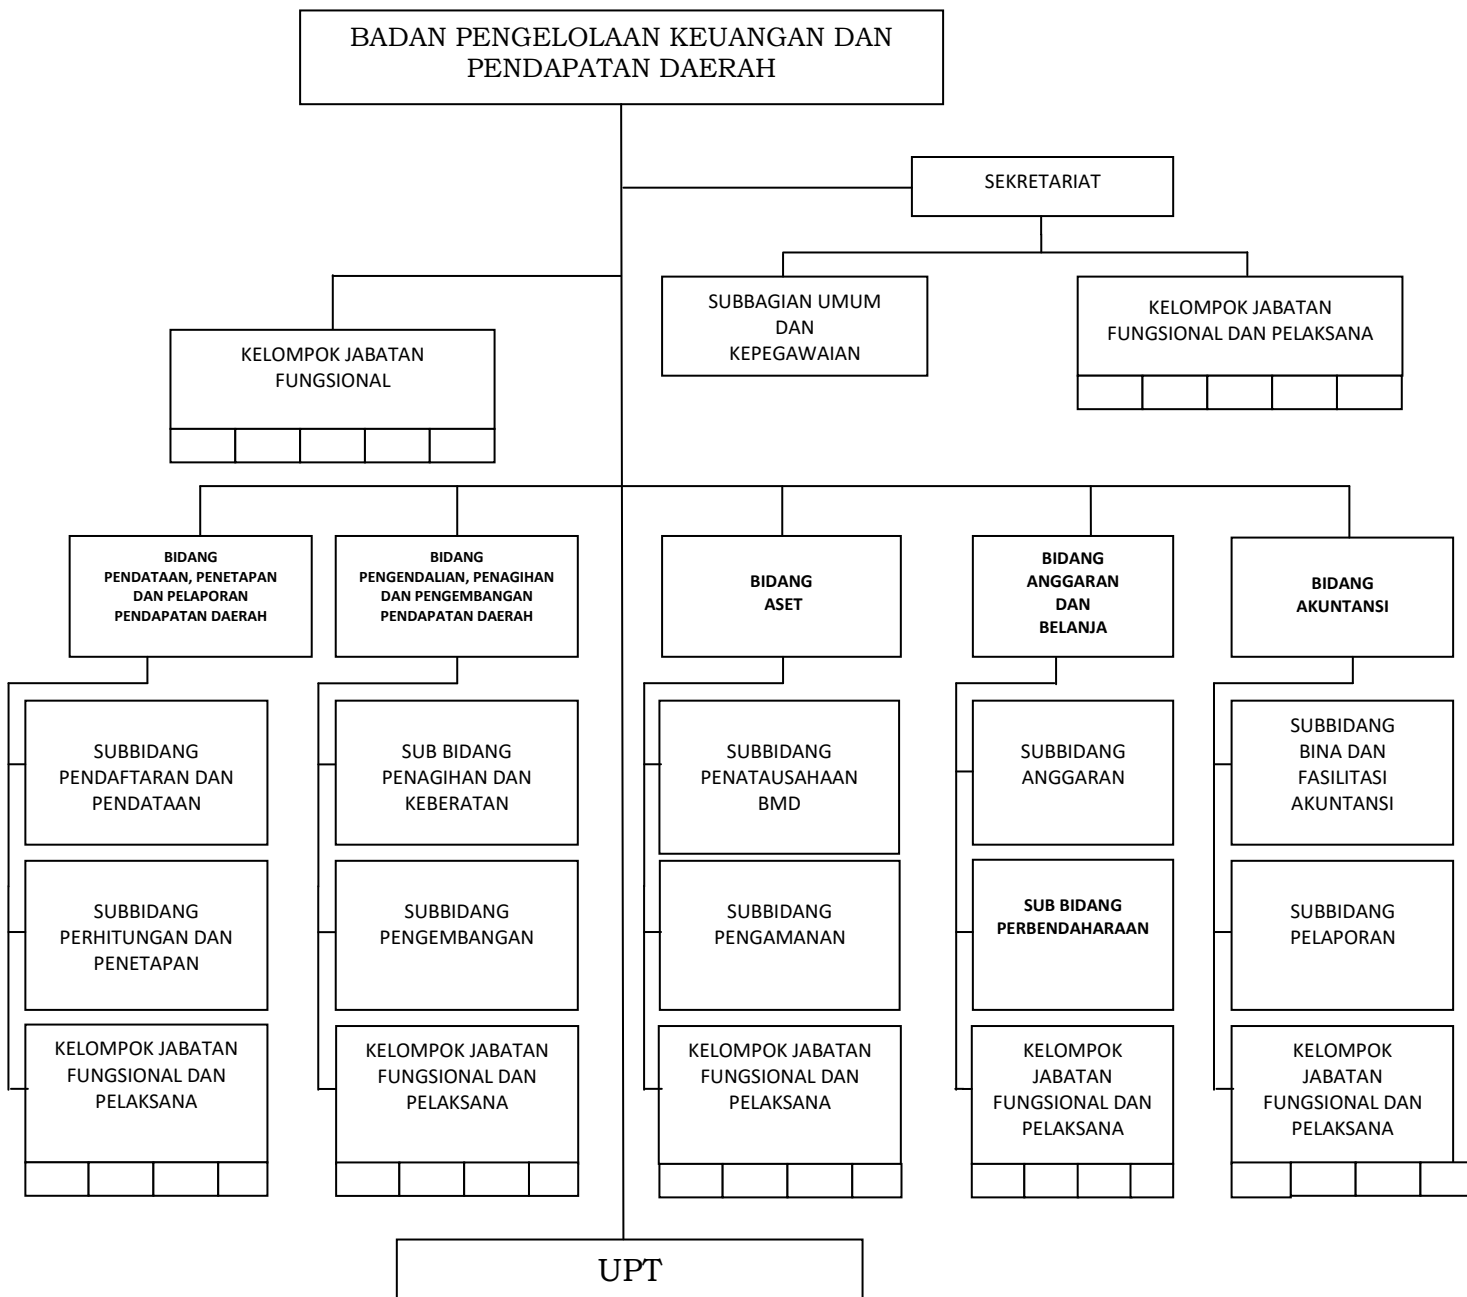 BADAN PENGELOLAAN KEUANGAN DAN
PENDAPATAN DAERAH
SEKRETARIAT
SUBBAGIAN UMUM
DAN
KEPEGAWAIAN
KELOMPOK JABATAN
FUNGSIONAL DAN PELAKSANA
KELOMPOK JABATAN
FUNGSIONAL
BIDANG
PENDATAAN, PENETAPAN
DAN PELAPORAN
PENDAPATAN DAERAH
BIDANG
PENGENDALIAN, PENAGIHAN
DAN PENGEMBANGAN
PENDAPATAN DAERAH
BIDANG
ASET
BIDANG
ANGGARAN
DAN
BELANJA
BIDANG
AKUNTANSI
SUBBIDANG
PENDAFTARAN DAN
PENDATAAN
SUB BIDANG
PENAGIHAN DAN
KEBERATAN
SUBBIDANG
PENATAUSAHAAN
BMD
SUBBIDANG
ANGGARAN
SUBBIDANG
BINA DAN
FASILITASI
AKUNTANSI
SUBBIDANG
PERHITUNGAN DAN
PENETAPAN
SUBBIDANG
PENGEMBANGAN
SUBBIDANG
PENGAMANAN
SUB BIDANG
PERBENDAHARAAN
SUBBIDANG
PELAPORAN
KELOMPOK JABATAN
FUNGSIONAL DAN
PELAKSANA
KELOMPOK JABATAN
FUNGSIONAL DAN
PELAKSANA
KELOMPOK JABATAN
FUNGSIONAL DAN
PELAKSANA
KELOMPOK
JABATAN
FUNGSIONAL DAN
PELAKSANA
KELOMPOK
JABATAN
FUNGSIONAL DAN
PELAKSANA
UPT